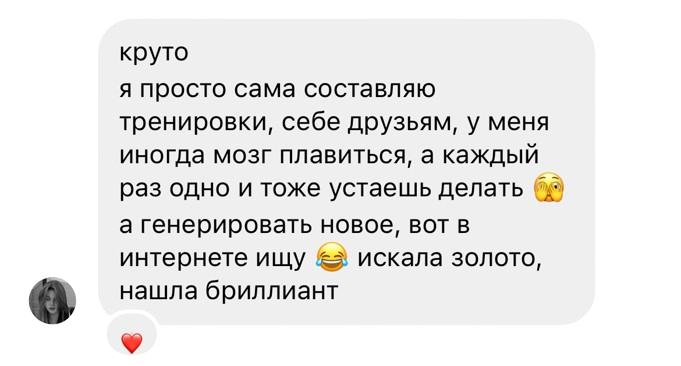 круто
я просто сама составляю
тренировки, себе друзьям, у меня
иногда мозг плавиться, а каждый
раз одно и тоже устаешь делать 🫣
а генерировать новое, вот в
интернете ищу 😂 искала золото,
нашла бриллиант
❤️